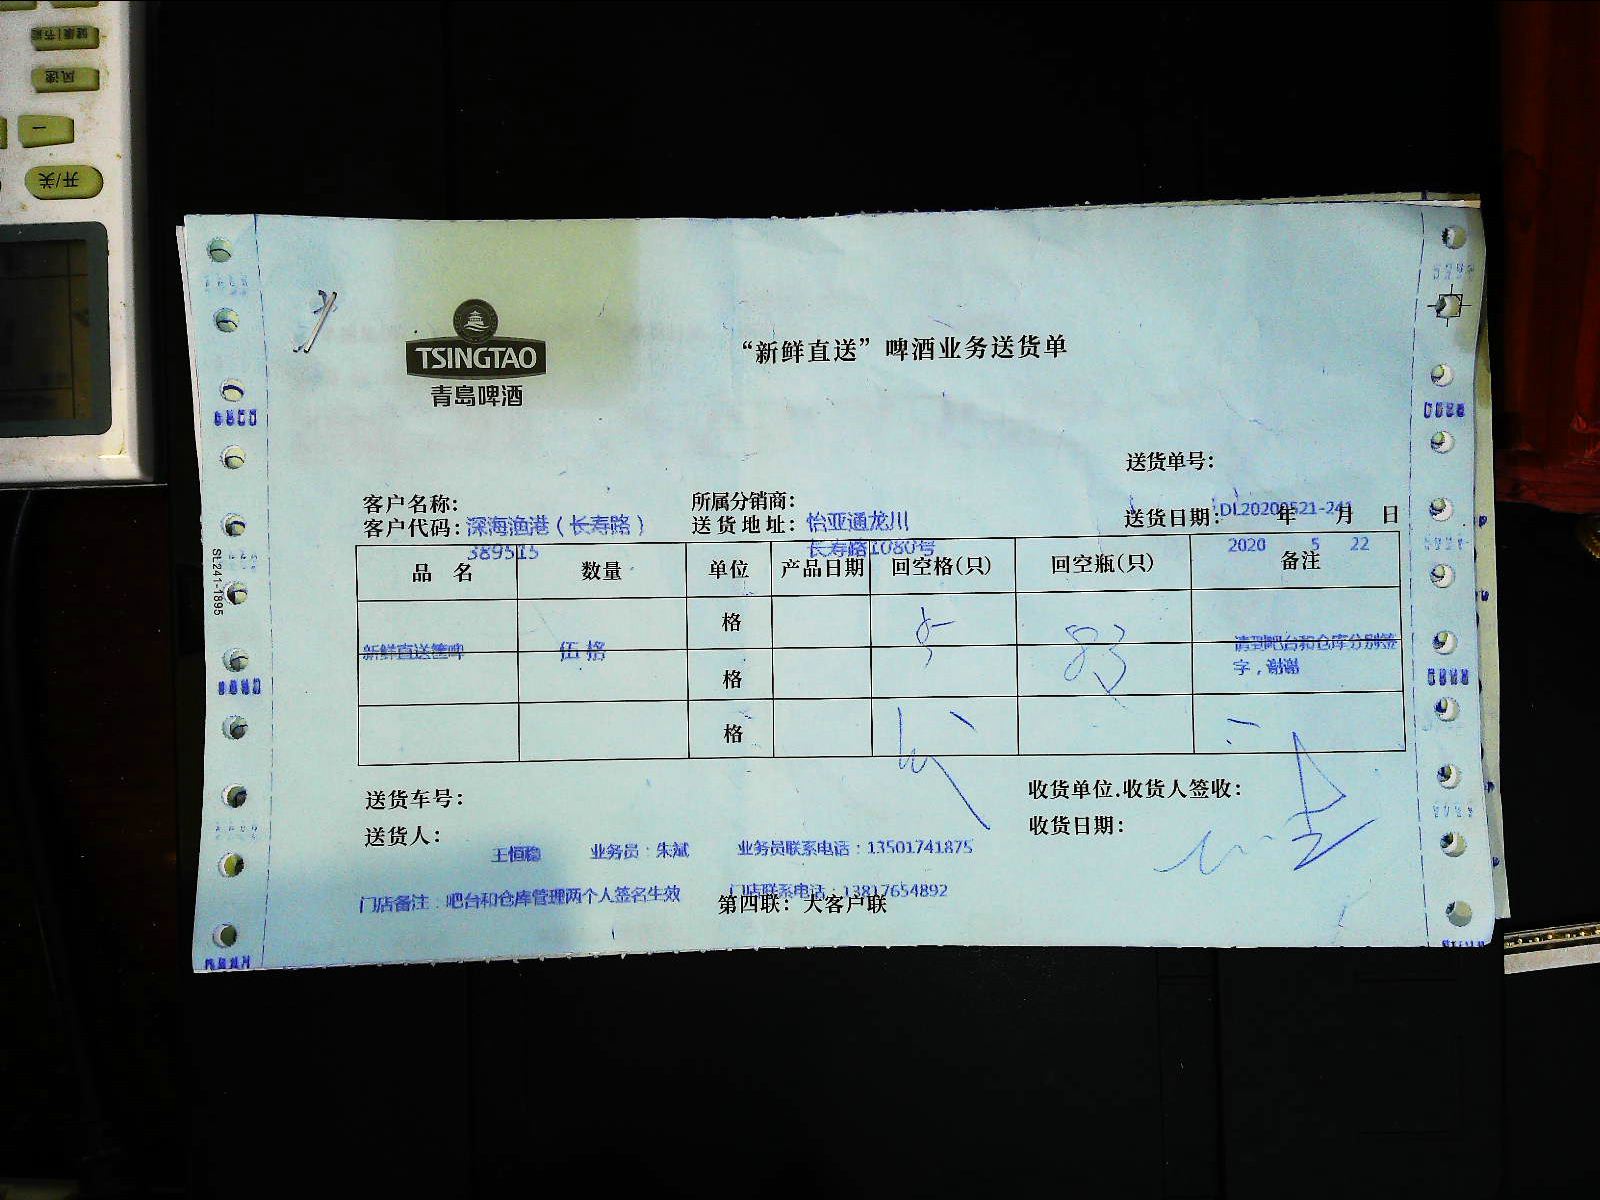 健康|节能
风速
一
开/关
TSINGTAO
青島啤酒
“新鲜直送”啤酒业务送货单
送货单号：
DL20200521-241
客户名称：
深海渔港（长寿路）
所属分销商：
怡亚通龙川
客户代码：
389515
送货地址：
长寿路1080号
送货日期： 年 月 日
2020 5 22
品 名 数量 单位 产品日期 回空格(只) 回空瓶(只) 备注
格
新鲜直送筐啤 伍 格 83 请到吧台和仓库分别签字，谢谢
格
格
送货车号：
收货单位.收货人签收：
送货人：
收货日期：
王恒稳 业务员：朱斌 业务员联系电话：13501741875
门店备注：吧台和仓库管理两个人签名生效 门店联系电话：13817654892
第四联：大客户联
SL241-1895